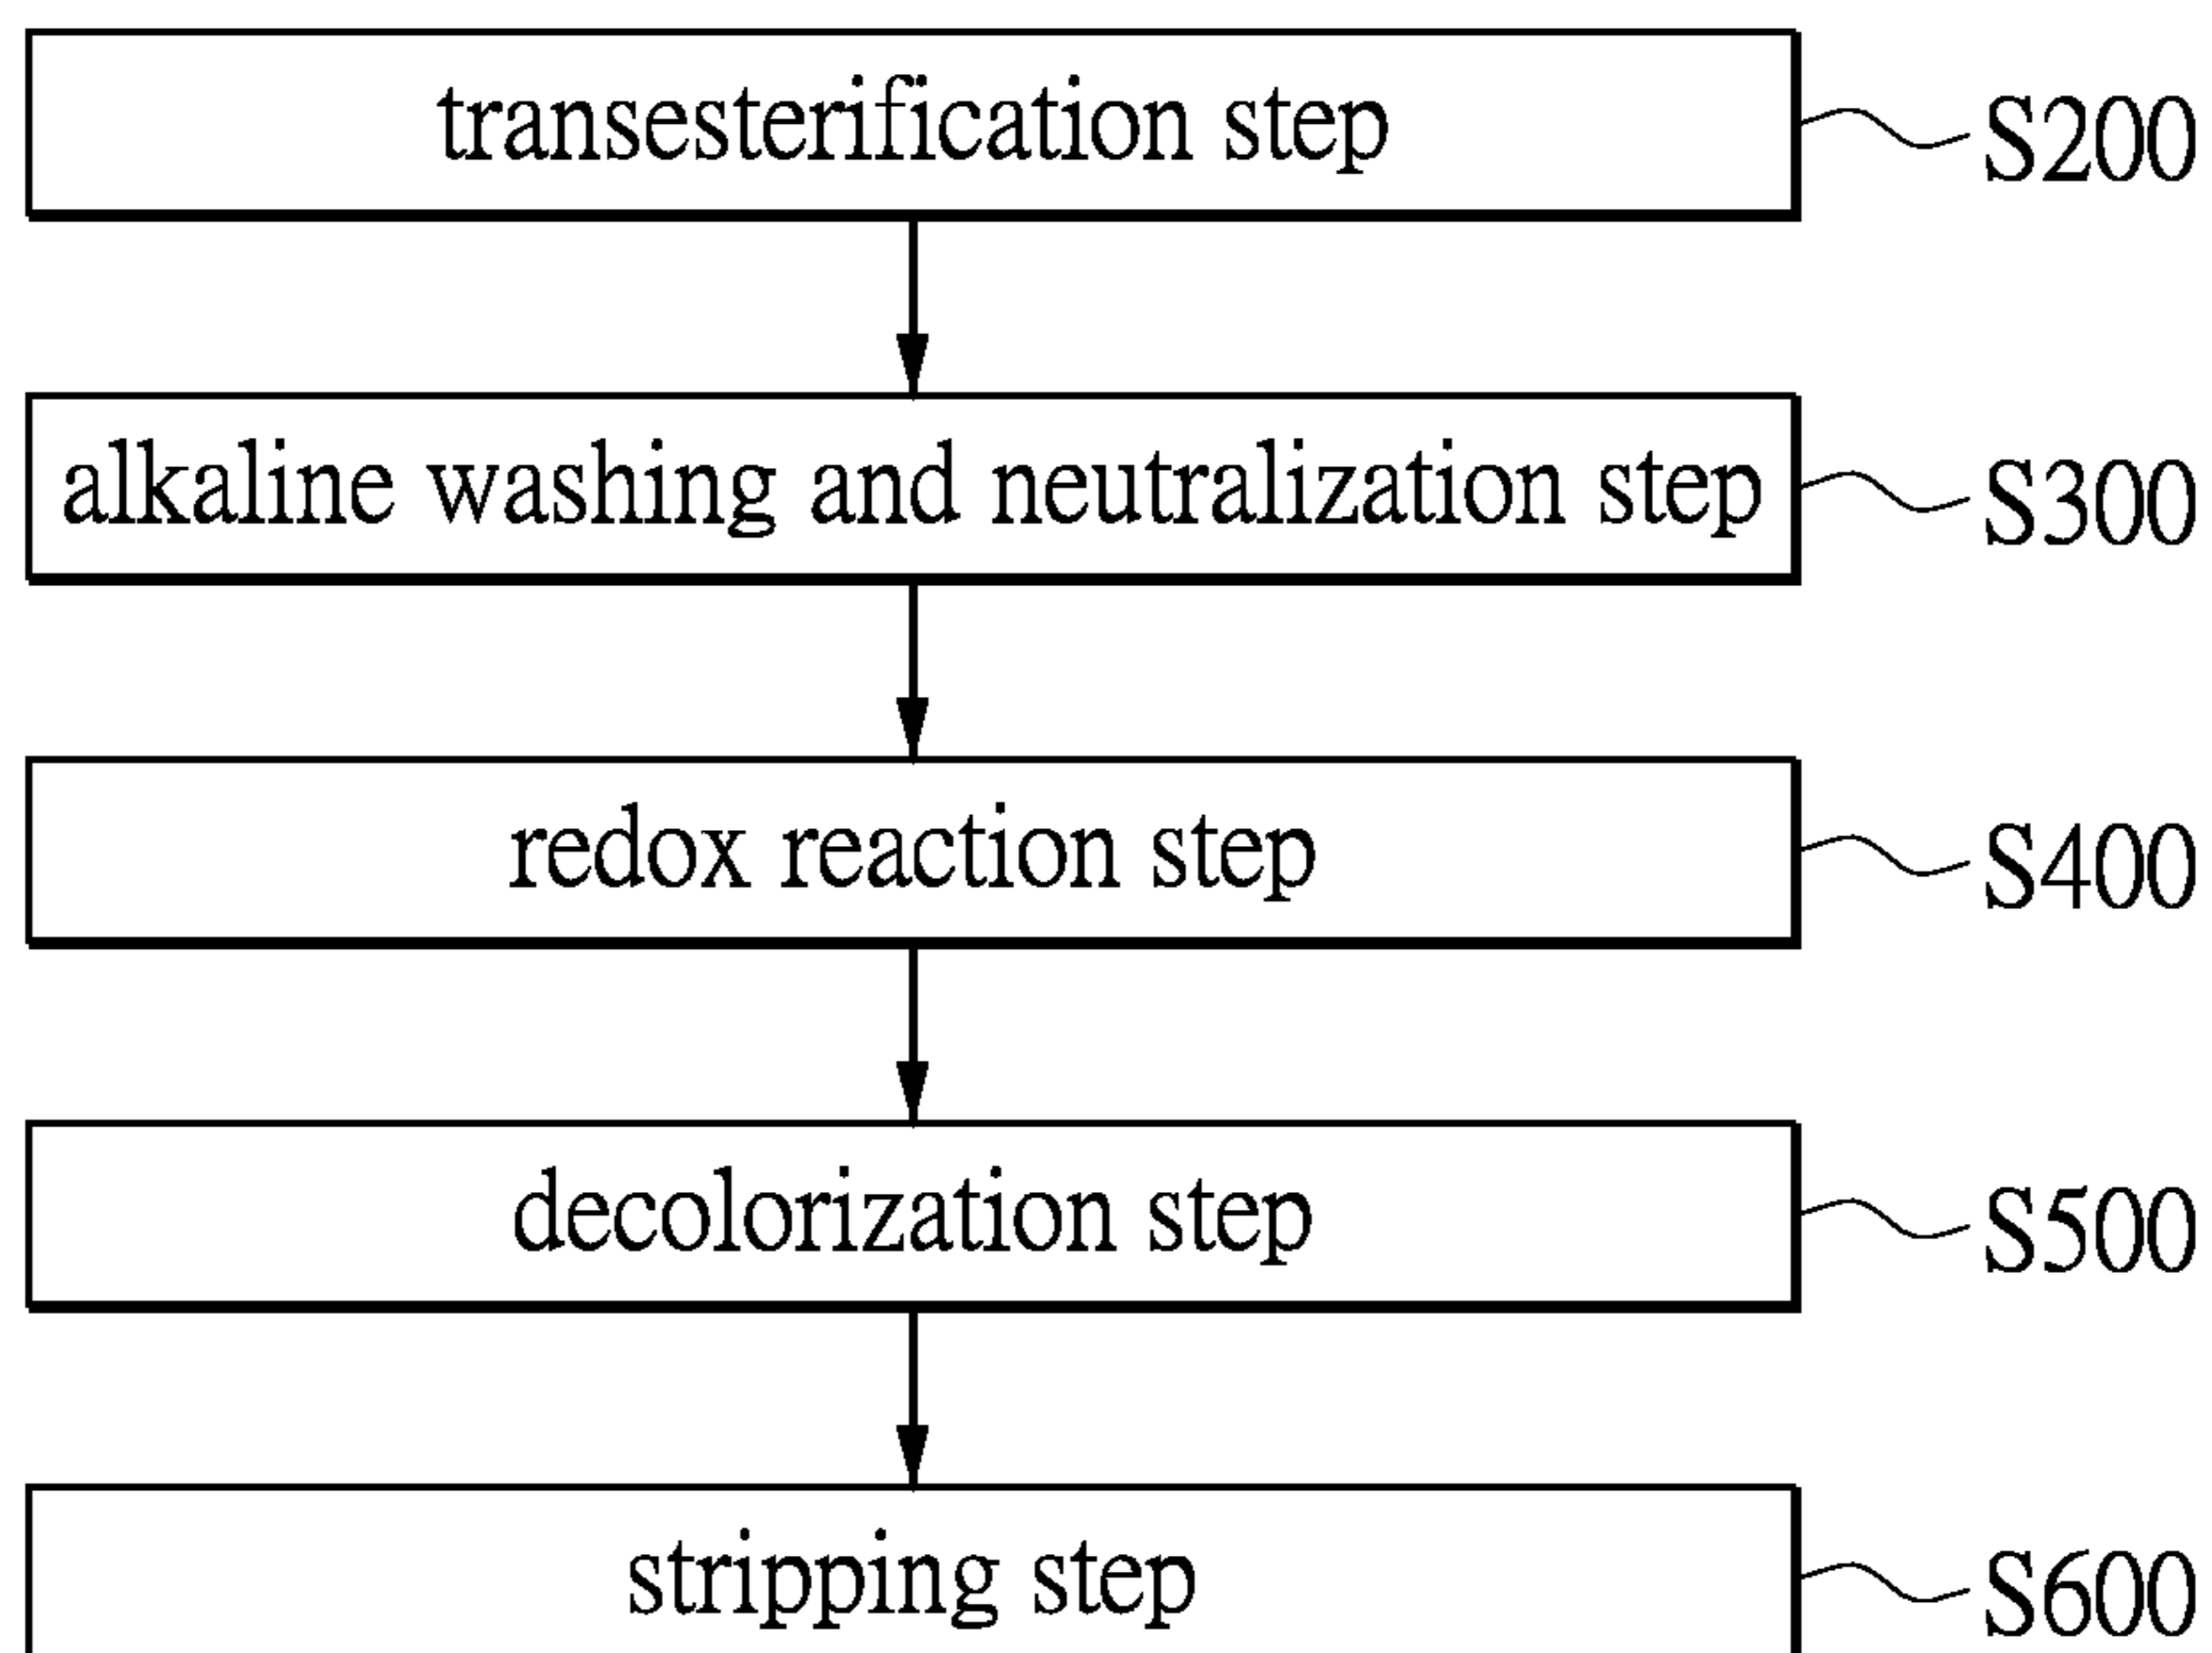 transesterification step S200
alkaline washing and neutralization step S300
redox reaction step S400
decolorization step S500
stripping step S600